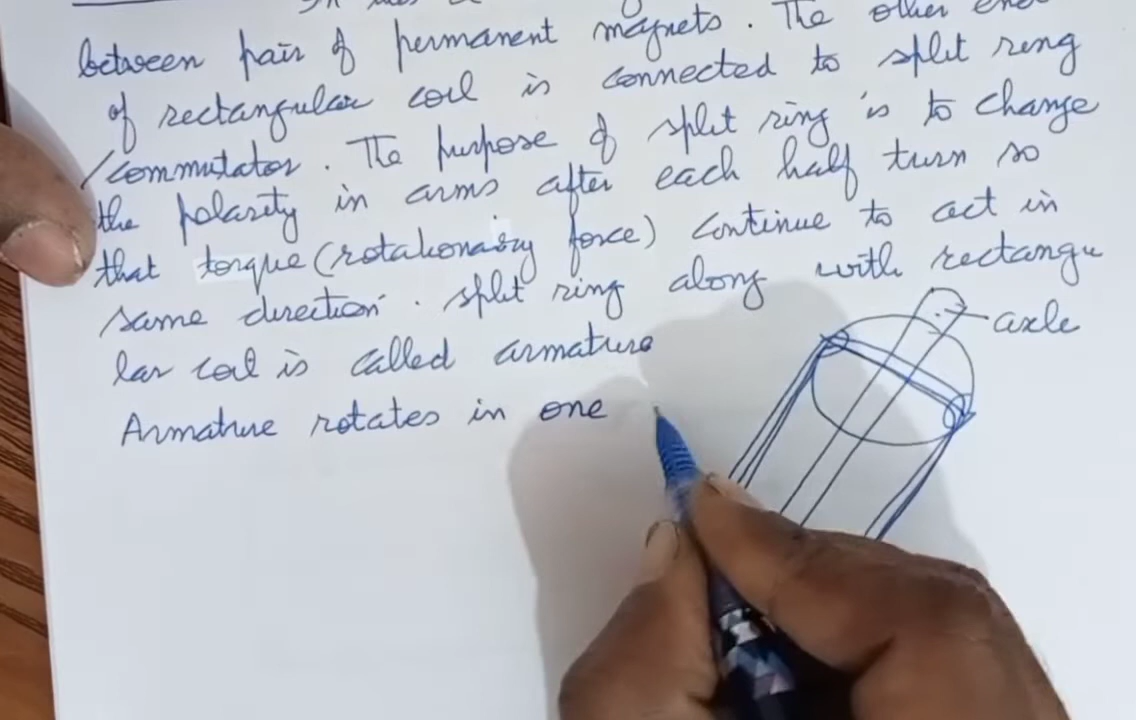 between pair of permanent magnets. The other end
of rectangular coil is connected to split ring
/commutator. The purpose of split ring is to change
the polarity in arms after each half turn so
that torque (rotationairy force) continue to act in
same direction. split ring along with rectangu
lar coil is called armature
axle
Armature rotates in one